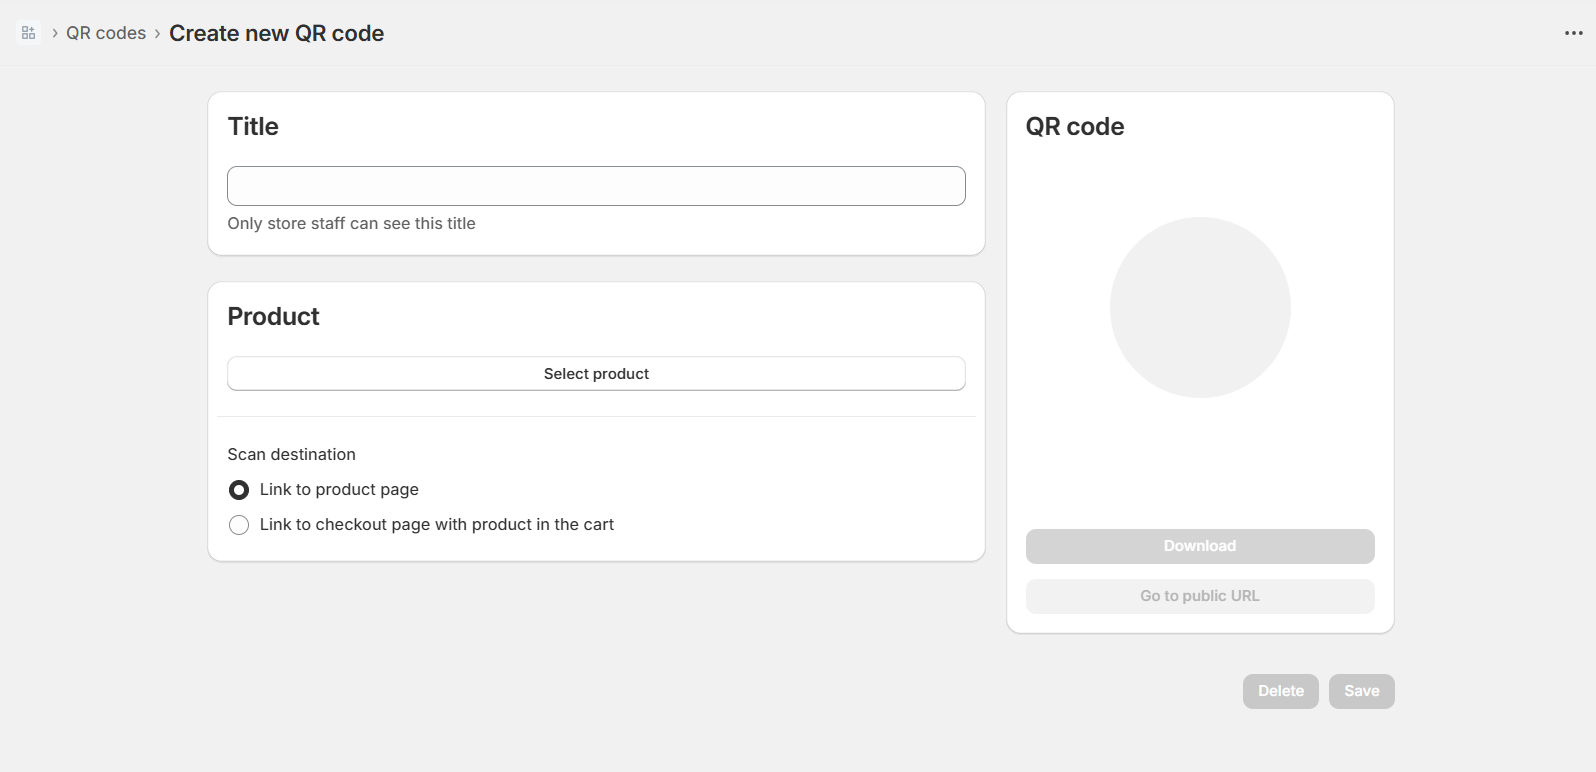 QR codes › Create new QR code
Title
Only store staff can see this title
Product
Select product
Scan destination
Link to product page
Link to checkout page with product in the cart
QR code
Download
Go to public URL
Delete Save